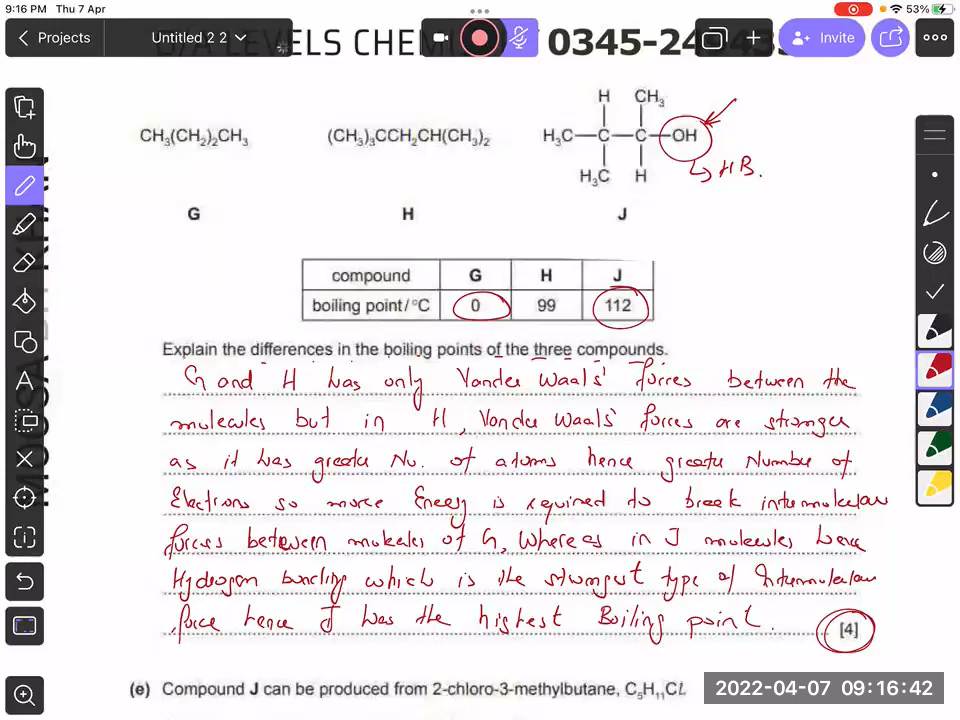 9:16 PM Thu 7 Apr
53%
Projects
Untitled 2 2
LEVELS CHEM
0345-24
Invite
CH₃(CH₂)₂CH₃
(CH₃)₃CCH₂CH(CH₃)₂
H CH₃
H₃C—C—C—OH
H₃C H
→ HB.
G H J
compound G H J
boiling point/°C 0 99 112
Explain the differences in the boiling points of the three compounds.
G and H has only Vander Waals' forces between the
molecules but in H, Vander Waals' forces are stronger
as it has greater No. of atoms hence greater Number of
Electrons so more Energy is required to break intermolecular
forces between molecules of G, Whereas in J molecules have
Hydrogen bonding which is the strongest type of Intermolecular
force hence J has the highest Boiling point.
[4]
(e) Compound J can be produced from 2-chloro-3-methylbutane, C₅H₁₁Cl
2022-04-07 09:16:42